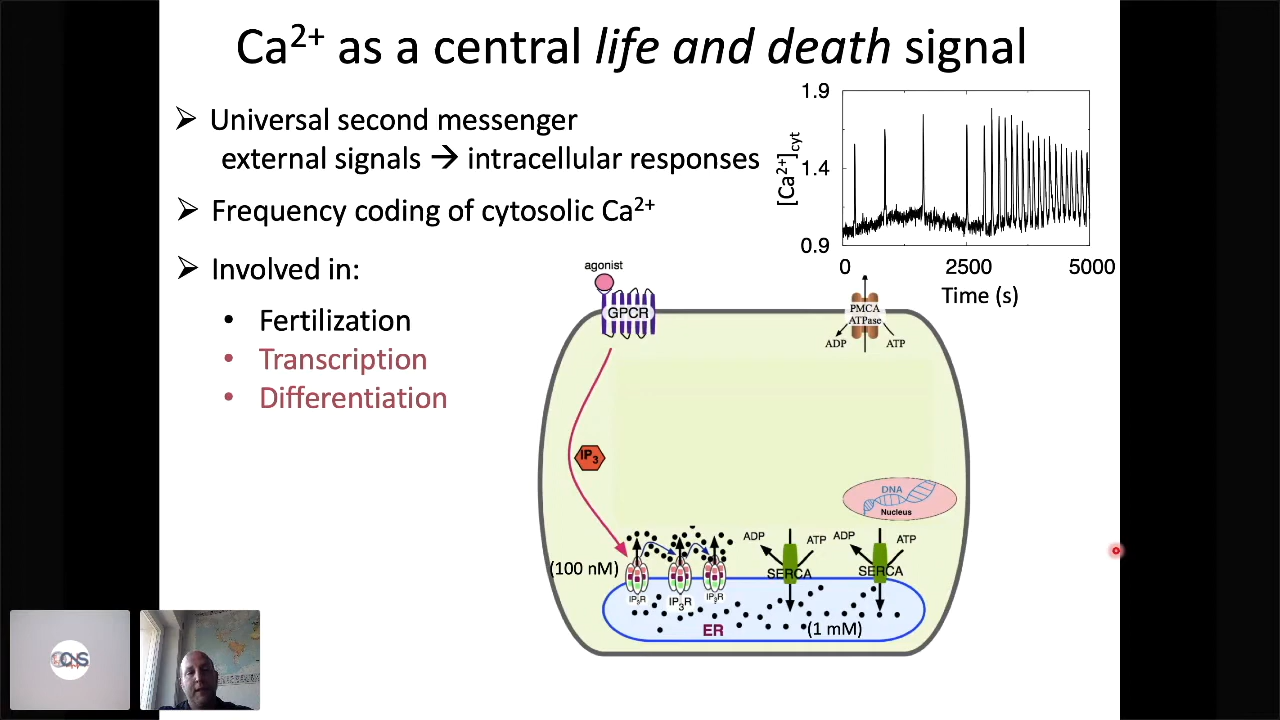 Ca²⁺ as a central life and death signal
➢ Universal second messenger
external signals → intracellular responses
➢ Frequency coding of cytosolic Ca²⁺
➢ Involved in:
• Fertilization
• Transcription
• Differentiation
1.9
1.4
0.9
[Ca²⁺]cyt
0 2500 5000
Time (s)
agonist
GPCR
PMCA
ATPase
ADP ATP
IP₃
DNA
Nucleus
ADP ATP ADP ATP
(100 nM)
SERCA SERCA
IP₃R IP₃R IP₃R
ER (1 mM)